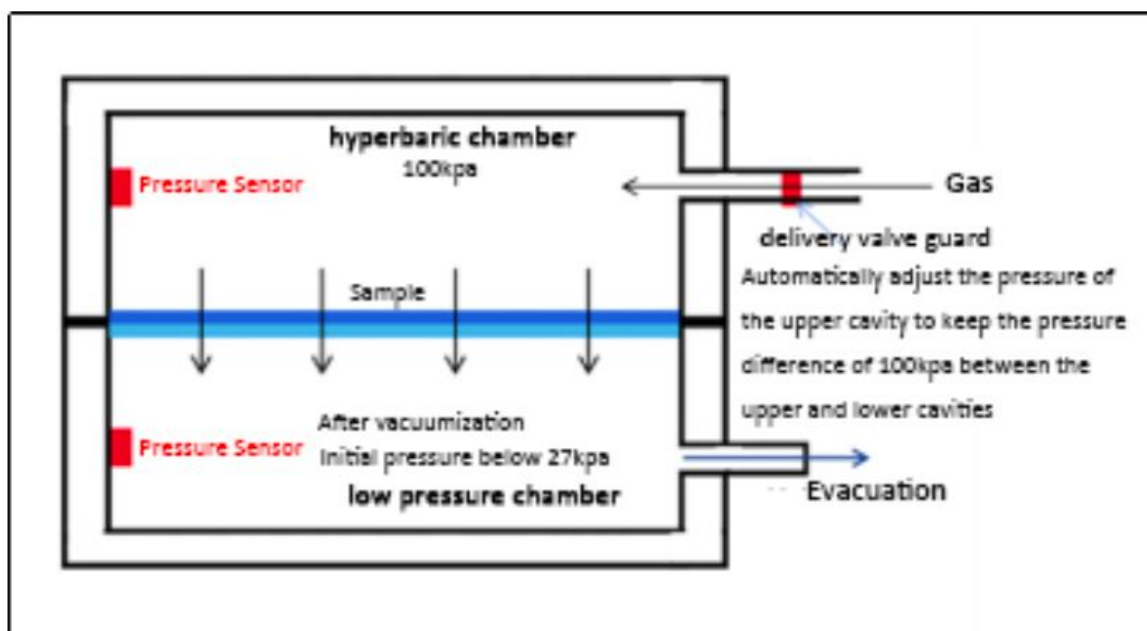 hyperbaric chamber
100kpa
Pressure Sensor
Gas
delivery valve guard
Sample
Automatically adjust the pressure of
the upper cavity to keep the pressure
difference of 100kpa between the
upper and lower cavities
After vacuumization
Pressure Sensor
Initial pressure below 27kpa
low pressure chamber
Evacuation